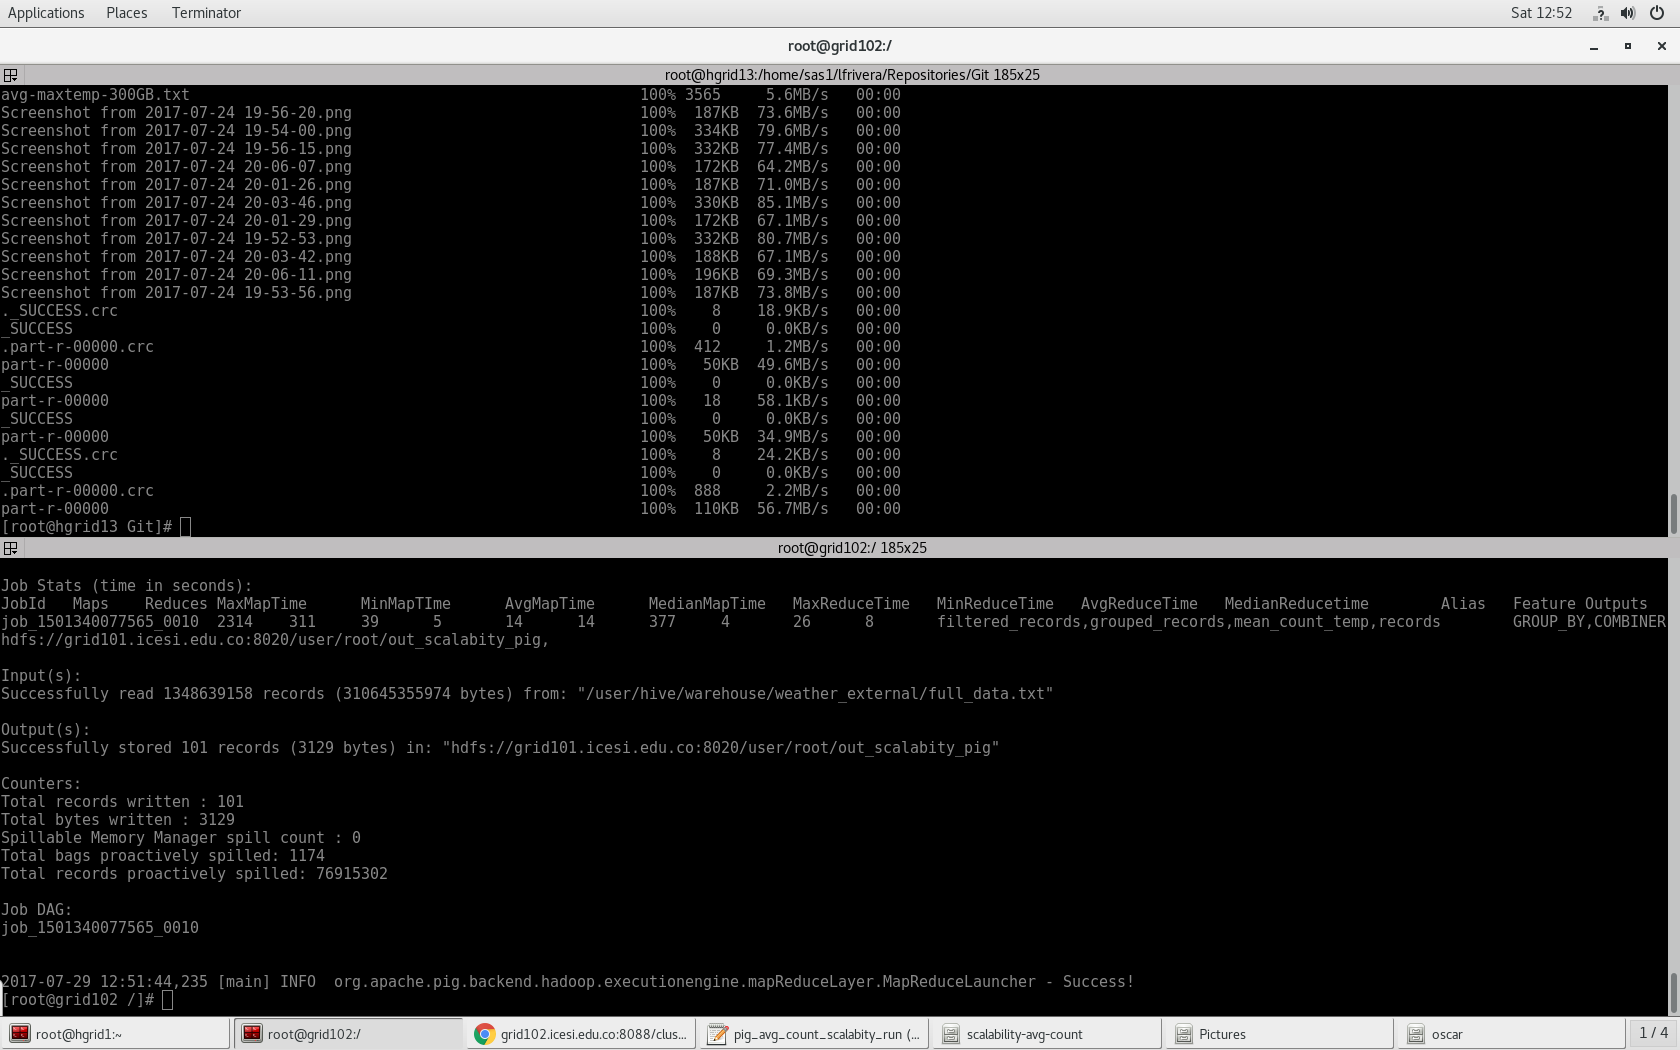 Applications Places Terminator Sat 12:52
root@grid102:/
root@hgrid13:/home/sas1/lfrivera/Repositories/Git 185x25
avg-maxtemp-300GB.txt 100% 3565 5.6MB/s 00:00
Screenshot from 2017-07-24 19-56-20.png 100% 187KB 73.6MB/s 00:00
Screenshot from 2017-07-24 19-54-00.png 100% 334KB 79.6MB/s 00:00
Screenshot from 2017-07-24 19-56-15.png 100% 332KB 77.4MB/s 00:00
Screenshot from 2017-07-24 20-06-07.png 100% 172KB 64.2MB/s 00:00
Screenshot from 2017-07-24 20-01-26.png 100% 187KB 71.0MB/s 00:00
Screenshot from 2017-07-24 20-03-46.png 100% 330KB 85.1MB/s 00:00
Screenshot from 2017-07-24 20-01-29.png 100% 172KB 67.1MB/s 00:00
Screenshot from 2017-07-24 19-52-53.png 100% 332KB 80.7MB/s 00:00
Screenshot from 2017-07-24 20-03-42.png 100% 188KB 67.1MB/s 00:00
Screenshot from 2017-07-24 20-06-11.png 100% 196KB 69.3MB/s 00:00
Screenshot from 2017-07-24 19-53-56.png 100% 187KB 73.8MB/s 00:00
._SUCCESS.crc 100% 8 18.9KB/s 00:00
_SUCCESS 100% 0 0.0KB/s 00:00
.part-r-00000.crc 100% 412 1.2MB/s 00:00
part-r-00000 100% 50KB 49.6MB/s 00:00
_SUCCESS 100% 0 0.0KB/s 00:00
part-r-00000 100% 18 58.1KB/s 00:00
_SUCCESS 100% 0 0.0KB/s 00:00
part-r-00000 100% 50KB 34.9MB/s 00:00
._SUCCESS.crc 100% 8 24.2KB/s 00:00
_SUCCESS 100% 0 0.0KB/s 00:00
.part-r-00000.crc 100% 888 2.2MB/s 00:00
part-r-00000 100% 110KB 56.7MB/s 00:00
[root@hgrid13 Git]#
root@grid102:/ 185x25
Job Stats (time in seconds):
JobId Maps Reduces MaxMapTime MinMapTIme AvgMapTime MedianMapTime MaxReduceTime MinReduceTime AvgReduceTime MedianReducetime Alias Feature Outputs
job_1501340077565_0010 2314 311 39 5 14 14 377 4 26 8 filtered_records,grouped_records,mean_count_temp,records GROUP_BY,COMBINER
hdfs://grid101.icesi.edu.co:8020/user/root/out_scalabity_pig,
Input(s):
Successfully read 1348639158 records (310645355974 bytes) from: "/user/hive/warehouse/weather_external/full_data.txt"
Output(s):
Successfully stored 101 records (3129 bytes) in: "hdfs://grid101.icesi.edu.co:8020/user/root/out_scalabity_pig"
Counters:
Total records written : 101
Total bytes written : 3129
Spillable Memory Manager spill count : 0
Total bags proactively spilled: 1174
Total records proactively spilled: 76915302
Job DAG:
job_1501340077565_0010
2017-07-29 12:51:44,235 [main] INFO org.apache.pig.backend.hadoop.executionengine.mapReduceLayer.MapReduceLauncher - Success!
[root@grid102 /]#
root@hgrid1:~ root@grid102:/ grid102.icesi.edu.co:8088/clus... pig_avg_count_scalabity_run (... scalability-avg-count Pictures oscar 1 / 4